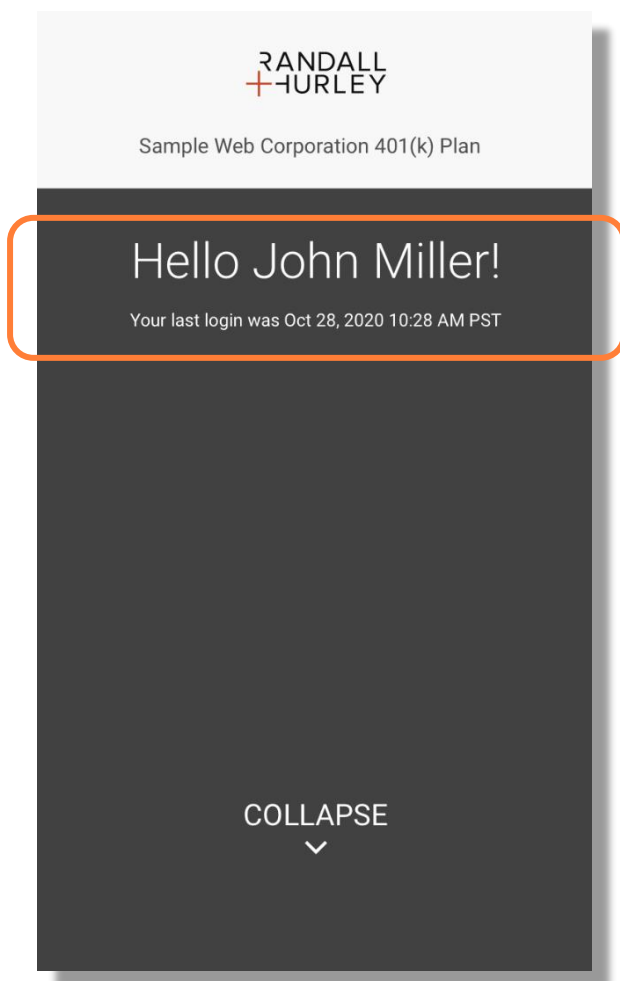 RANDALL
HURLEY
Sample Web Corporation 401(k) Plan
Hello John Miller!
Your last login was Oct 28, 2020 10:28 AM PST
COLLAPSE